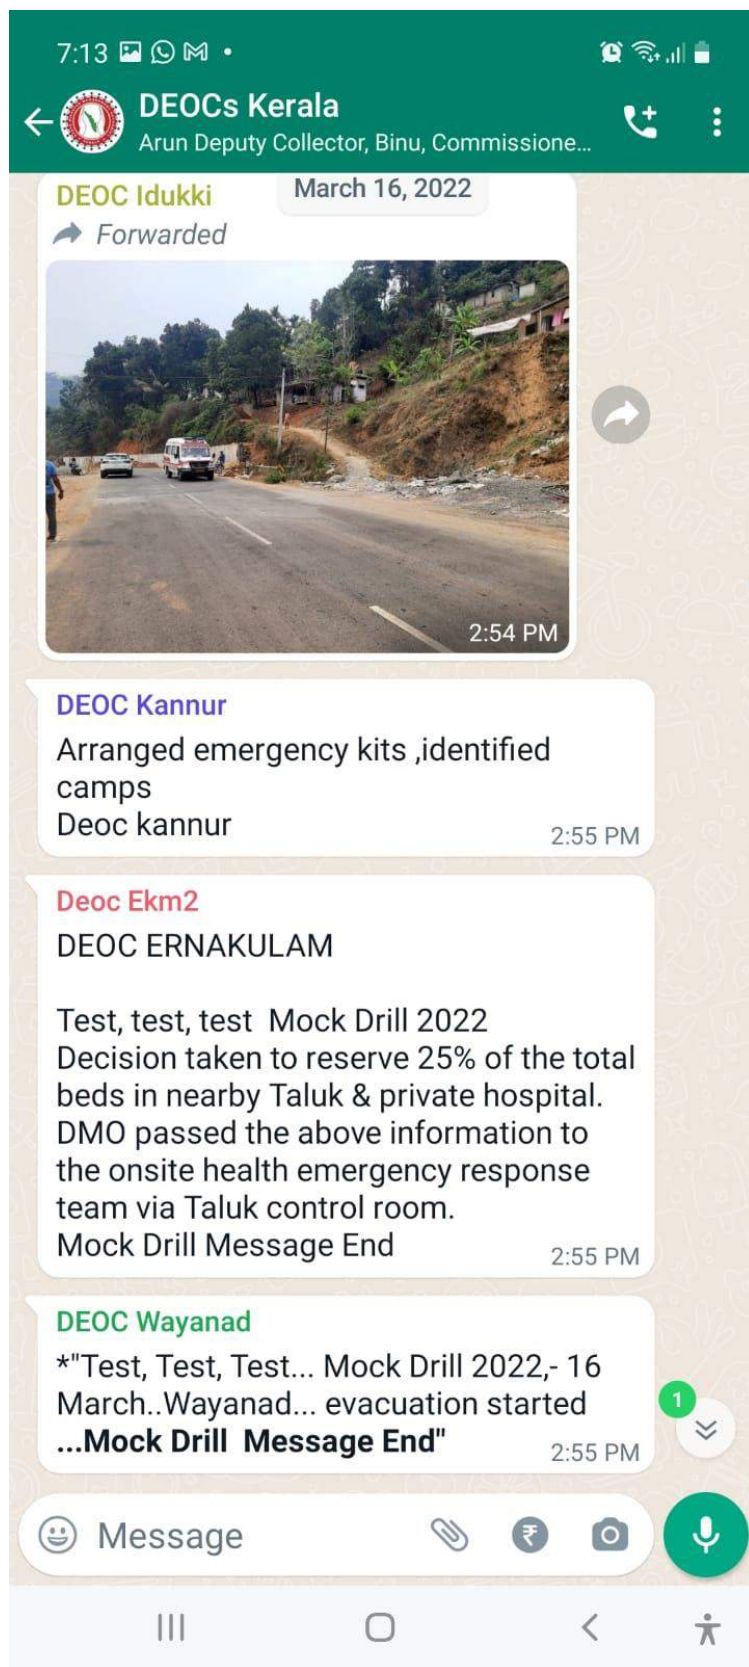 7:13
DEOCs Kerala
Arun Deputy Collector, Binu, Commissione...
March 16, 2022
DEOC Idukki
Forwarded
2:54 PM
DEOC Kannur
Arranged emergency kits ,identified
camps
Deoc kannur
2:55 PM
Deoc Ekm2
DEOC ERNAKULAM
Test, test, test  Mock Drill 2022
Decision taken to reserve 25% of the total
beds in nearby Taluk & private hospital.
DMO passed the above information to
the onsite health emergency response
team via Taluk control room.
Mock Drill Message End
2:55 PM
DEOC Wayanad
*"Test, Test, Test... Mock Drill 2022,- 16
March..Wayanad... evacuation started
...Mock Drill  Message End"
2:55 PM
1
Message